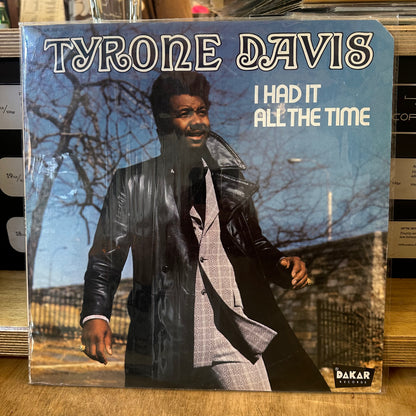 TYRONE DAVIS
I HAD IT
ALL THE TIME
DAKAR
RECORDS